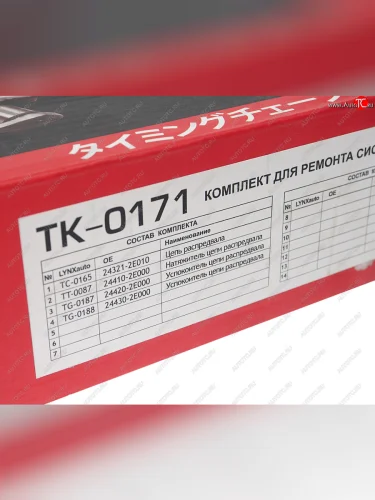 タイミングチェーン
TK-0171 КОМПЛЕКТ ДЛЯ РЕМОНТА СИС
СОСТАВ КОМПЛЕКТА
№ LYNXauto OE Наименование
1 TC-0165 24321-2E010 Цепь распредвала
2 TT-0087 24410-2E000 Натяжитель цепи распредвала
3 TG-0187 24420-2E000 Успокоитель цепи распредвала
4 TG-0188 24430-2E000 Успокоитель цепи распредвала
5
6
7
СОСТАВ К
№ LYNXauto OE
8
9
10
11
12
13
14